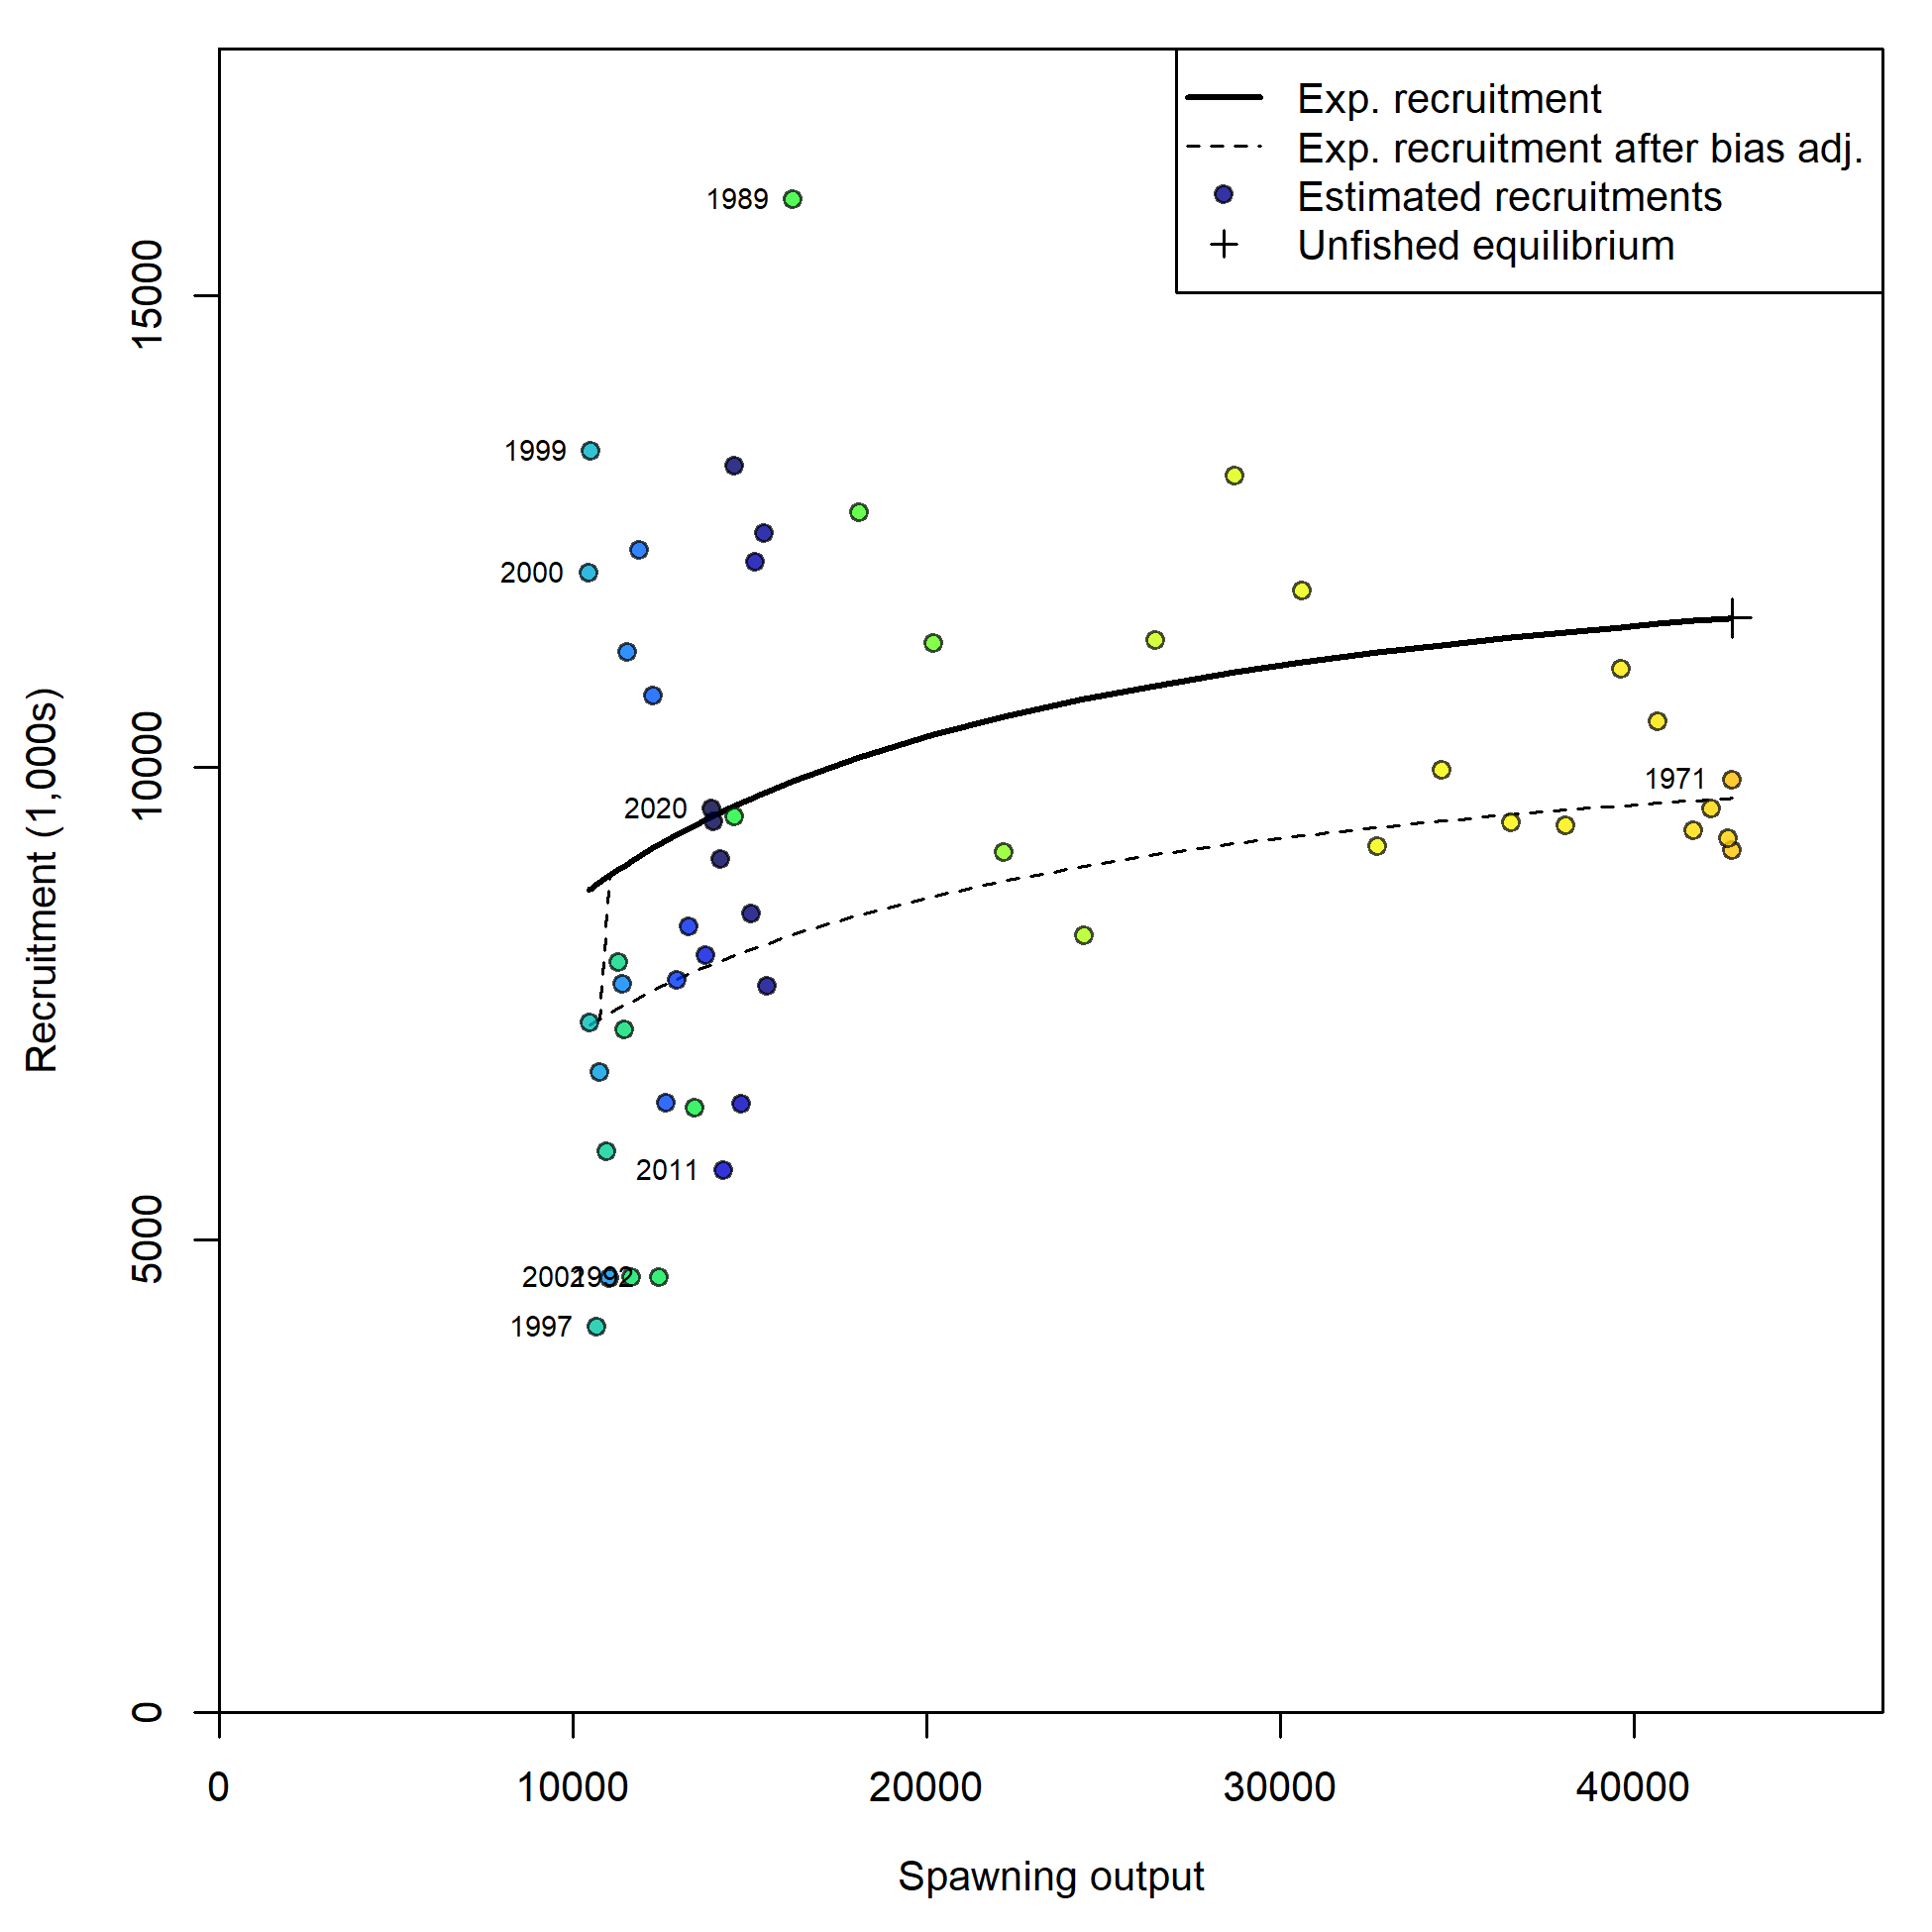 Exp. recruitment
Exp. recruitment after bias adj.
Estimated recruitments
Unfished equilibrium
1989
15000
1999
2000
10000
1971
2020
Recruitment (1,000s)
2011
5000
1992
1997
0
0 10000 20000 30000 40000
Spawning output